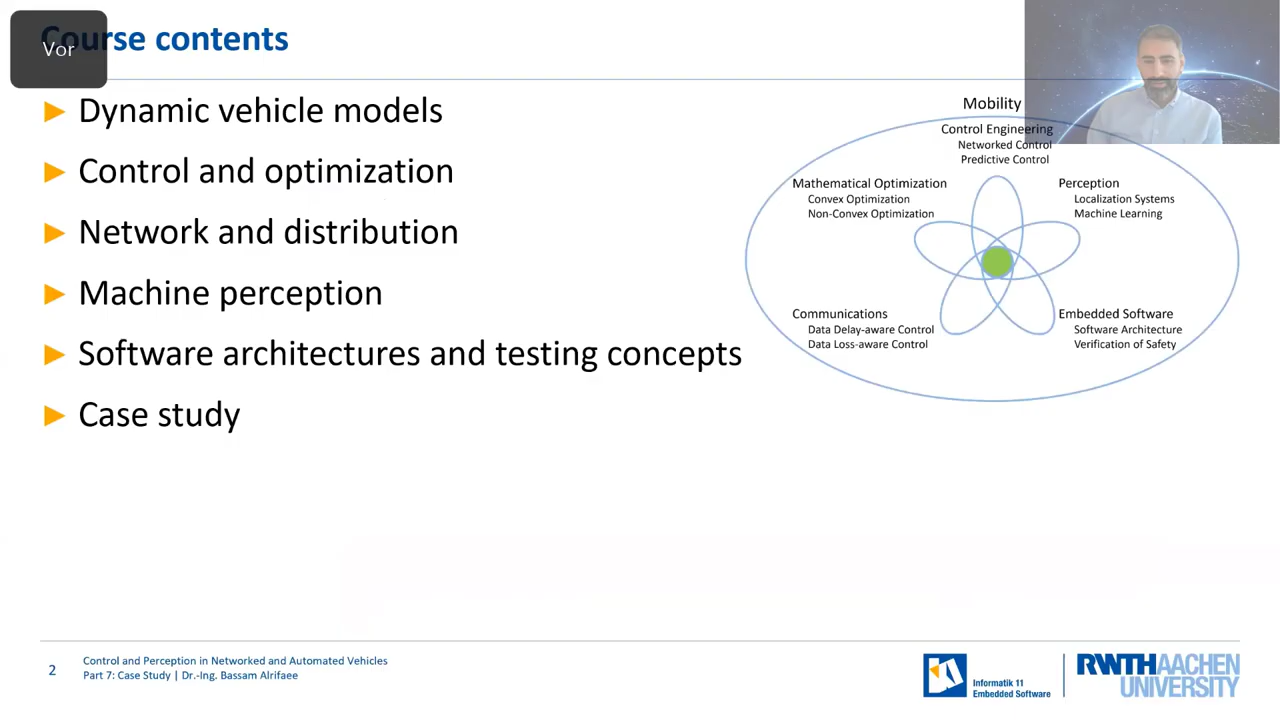 Course contents
Vor
Dynamic vehicle models
Control and optimization
Network and distribution
Machine perception
Software architectures and testing concepts
Case study
Mobility
Control Engineering
Networked Control
Predictive Control
Mathematical Optimization
Convex Optimization
Non-Convex Optimization
Perception
Localization Systems
Machine Learning
Communications
Data Delay-aware Control
Data Loss-aware Control
Embedded Software
Software Architecture
Verification of Safety
2
Control and Perception in Networked and Automated Vehicles
Part 7: Case Study | Dr.-Ing. Bassam Alrifaee
Informatik 11
Embedded Software
RWTHAACHEN
UNIVERSITY